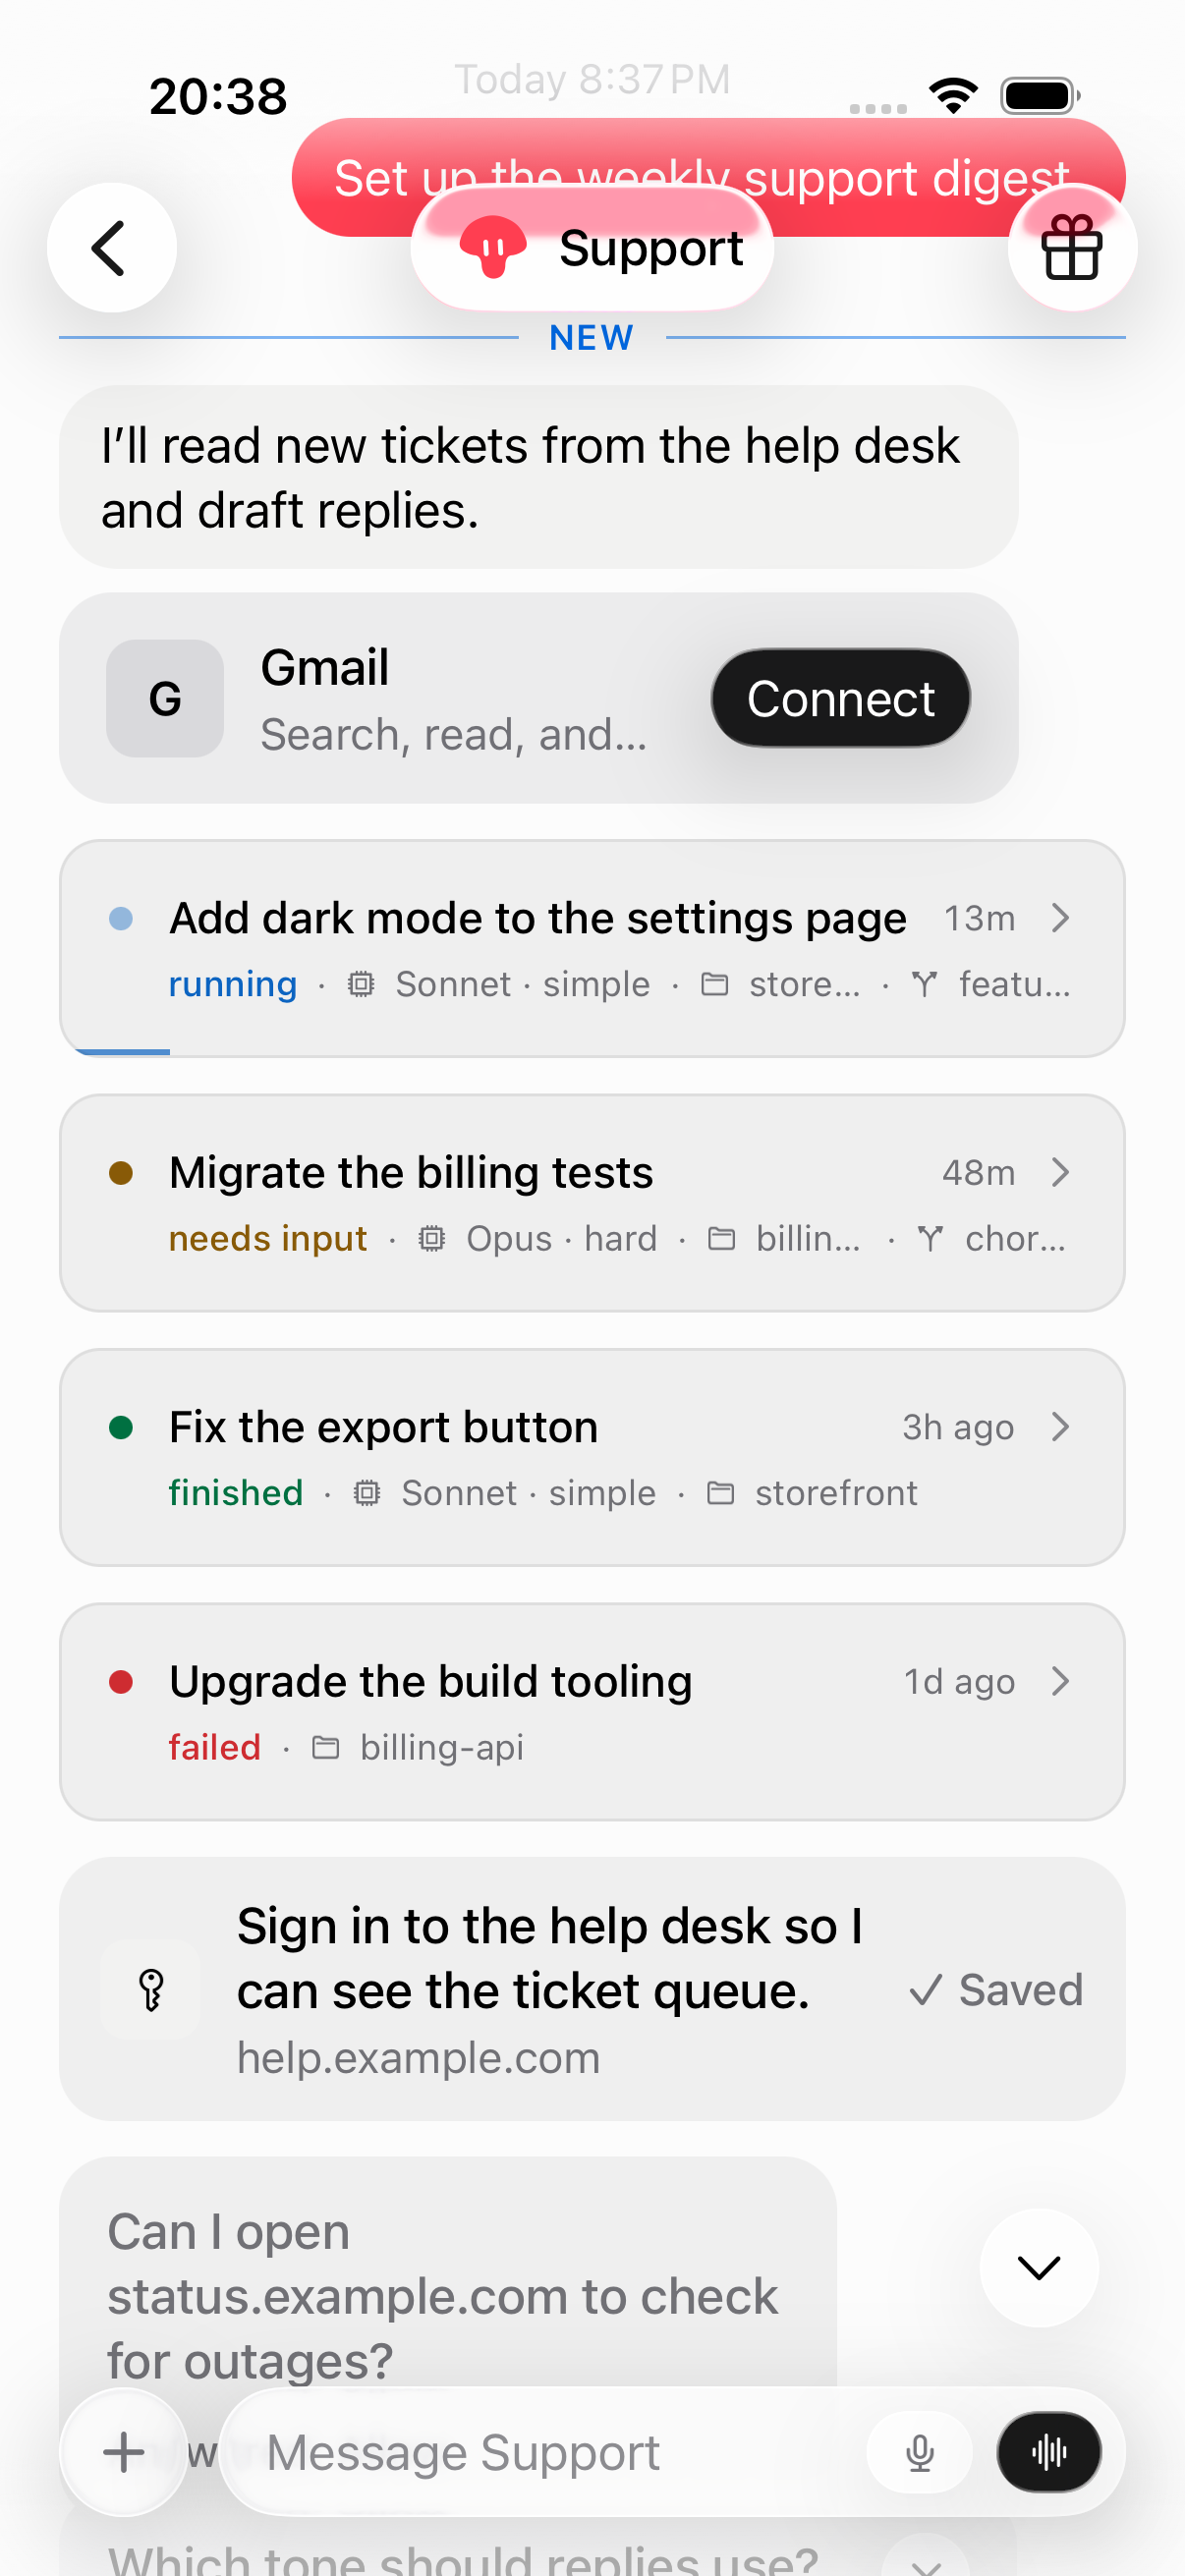 Today 8:37 PM
20:38
Set up the weekly support digest
Support
NEW
I’ll read new tickets from the help desk
and draft replies.
G
Gmail
Search, read, and...
Connect
Add dark mode to the settings page 13m
running · Sonnet · simple · store... · featu...
Migrate the billing tests 48m
needs input · Opus · hard · billin... · chor...
Fix the export button 3h ago
finished · Sonnet · simple · storefront
Upgrade the build tooling 1d ago
failed · billing-api
Sign in to the help desk so I
can see the ticket queue.
✓ Saved
help.example.com
Can I open
status.example.com to check
for outages?
Message Support
Which tone should replies use?